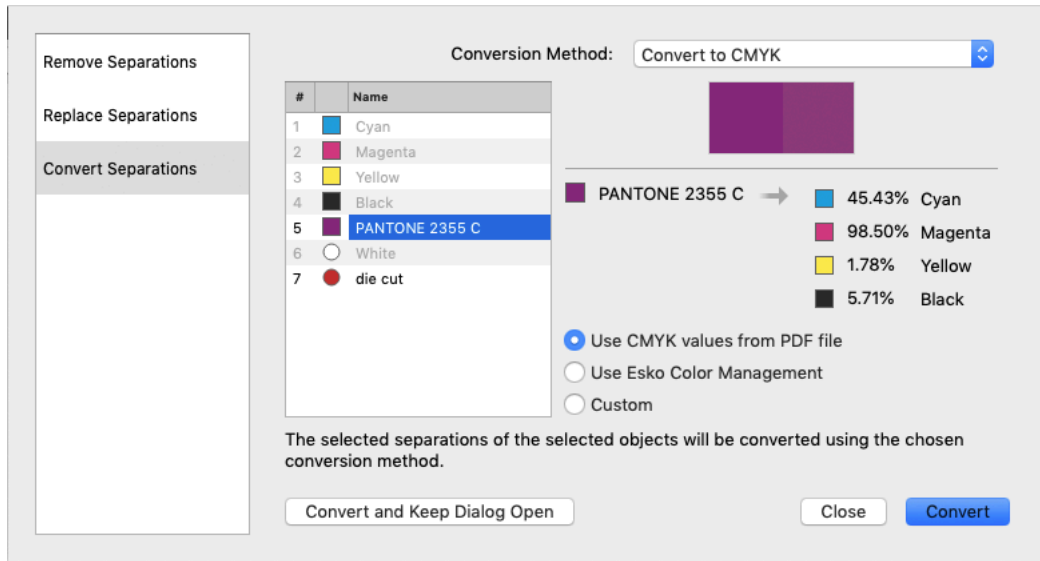 Remove Separations
Replace Separations
Convert Separations
Conversion Method: Convert to CMYK
# Name
1 Cyan
2 Magenta
3 Yellow
4 Black
5 PANTONE 2355 C
6 White
7 die cut
PANTONE 2355 C
45.43% Cyan
98.50% Magenta
1.78% Yellow
5.71% Black
Use CMYK values from PDF file
Use Esko Color Management
Custom
The selected separations of the selected objects will be converted using the chosen
conversion method.
Convert and Keep Dialog Open
Close
Convert